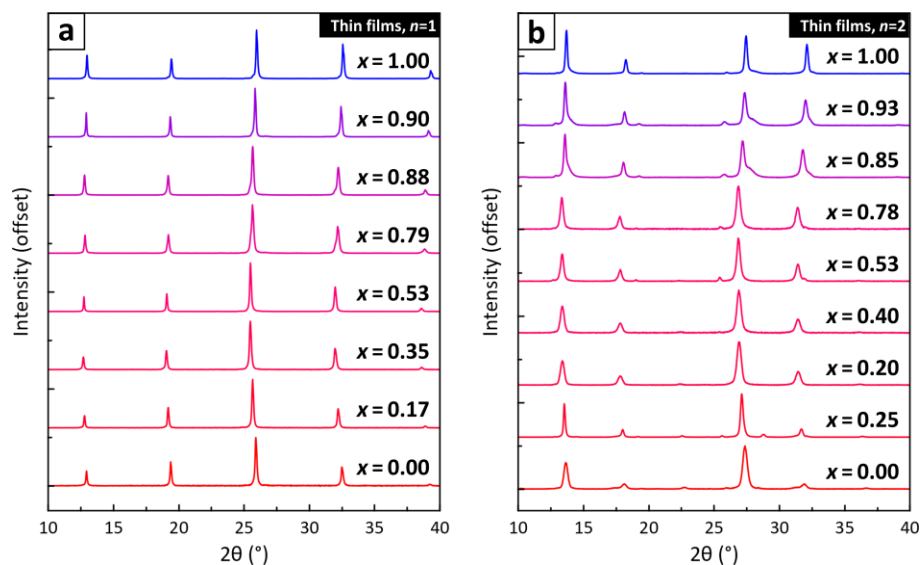 a
Thin films, n=1
x = 1.00
x = 0.90
x = 0.88
x = 0.79
x = 0.53
x = 0.35
x = 0.17
x = 0.00
Intensity (offset)
10 15 20 25 30 35 40
2θ (°)
b
Thin films, n=2
x = 1.00
x = 0.93
x = 0.85
x = 0.78
x = 0.53
x = 0.40
x = 0.20
x = 0.25
x = 0.00
Intensity (offset)
10 15 20 25 30 35 40
2θ (°)